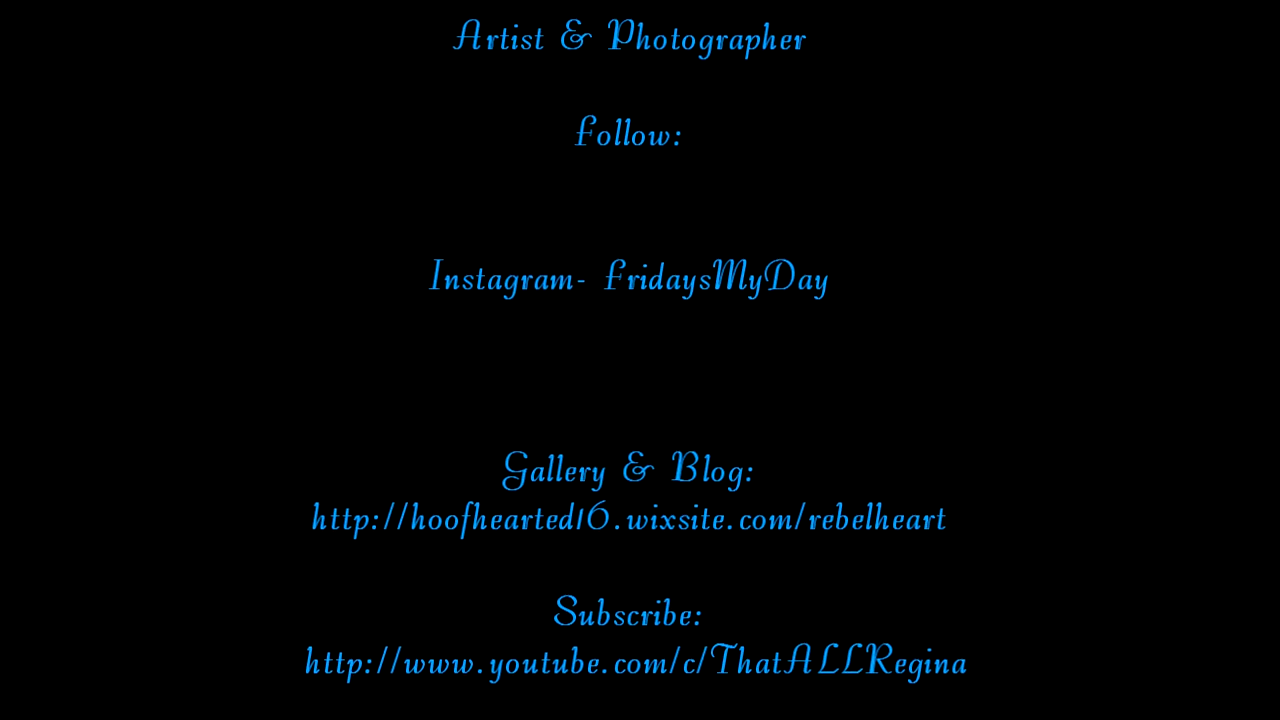 Artist & Photographer
Follow:
Instagram- FridaysMyDay
Gallery & Blog:
http://hoofhearted16.wixsite.com/rebelheart
Subscribe:
http://www.youtube.com/c/ThatALLRegina